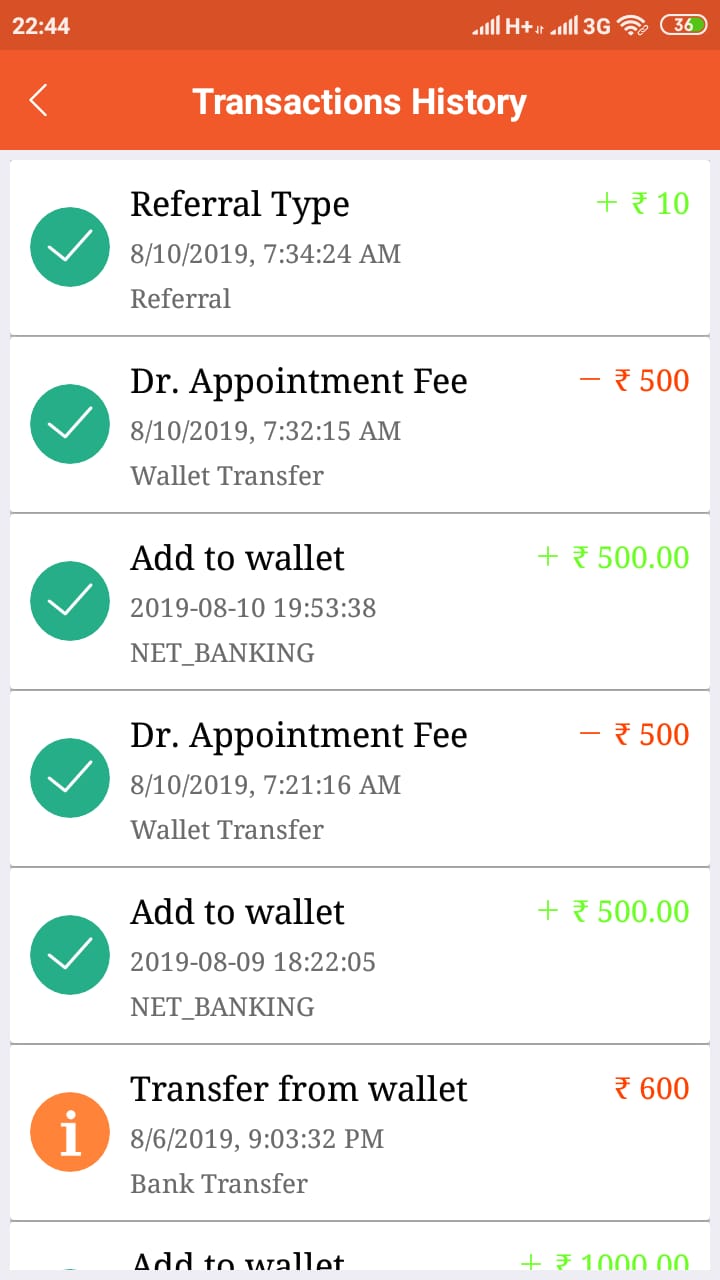 22:44 H+ 3G 36
Transactions History
Referral Type + ₹ 10
8/10/2019, 7:34:24 AM
Referral
Dr. Appointment Fee − ₹ 500
8/10/2019, 7:32:15 AM
Wallet Transfer
Add to wallet + ₹ 500.00
2019-08-10 19:53:38
NET_BANKING
Dr. Appointment Fee − ₹ 500
8/10/2019, 7:21:16 AM
Wallet Transfer
Add to wallet + ₹ 500.00
2019-08-09 18:22:05
NET_BANKING
Transfer from wallet ₹ 600
8/6/2019, 9:03:32 PM
Bank Transfer
Add to wallet + ₹ 1000.00